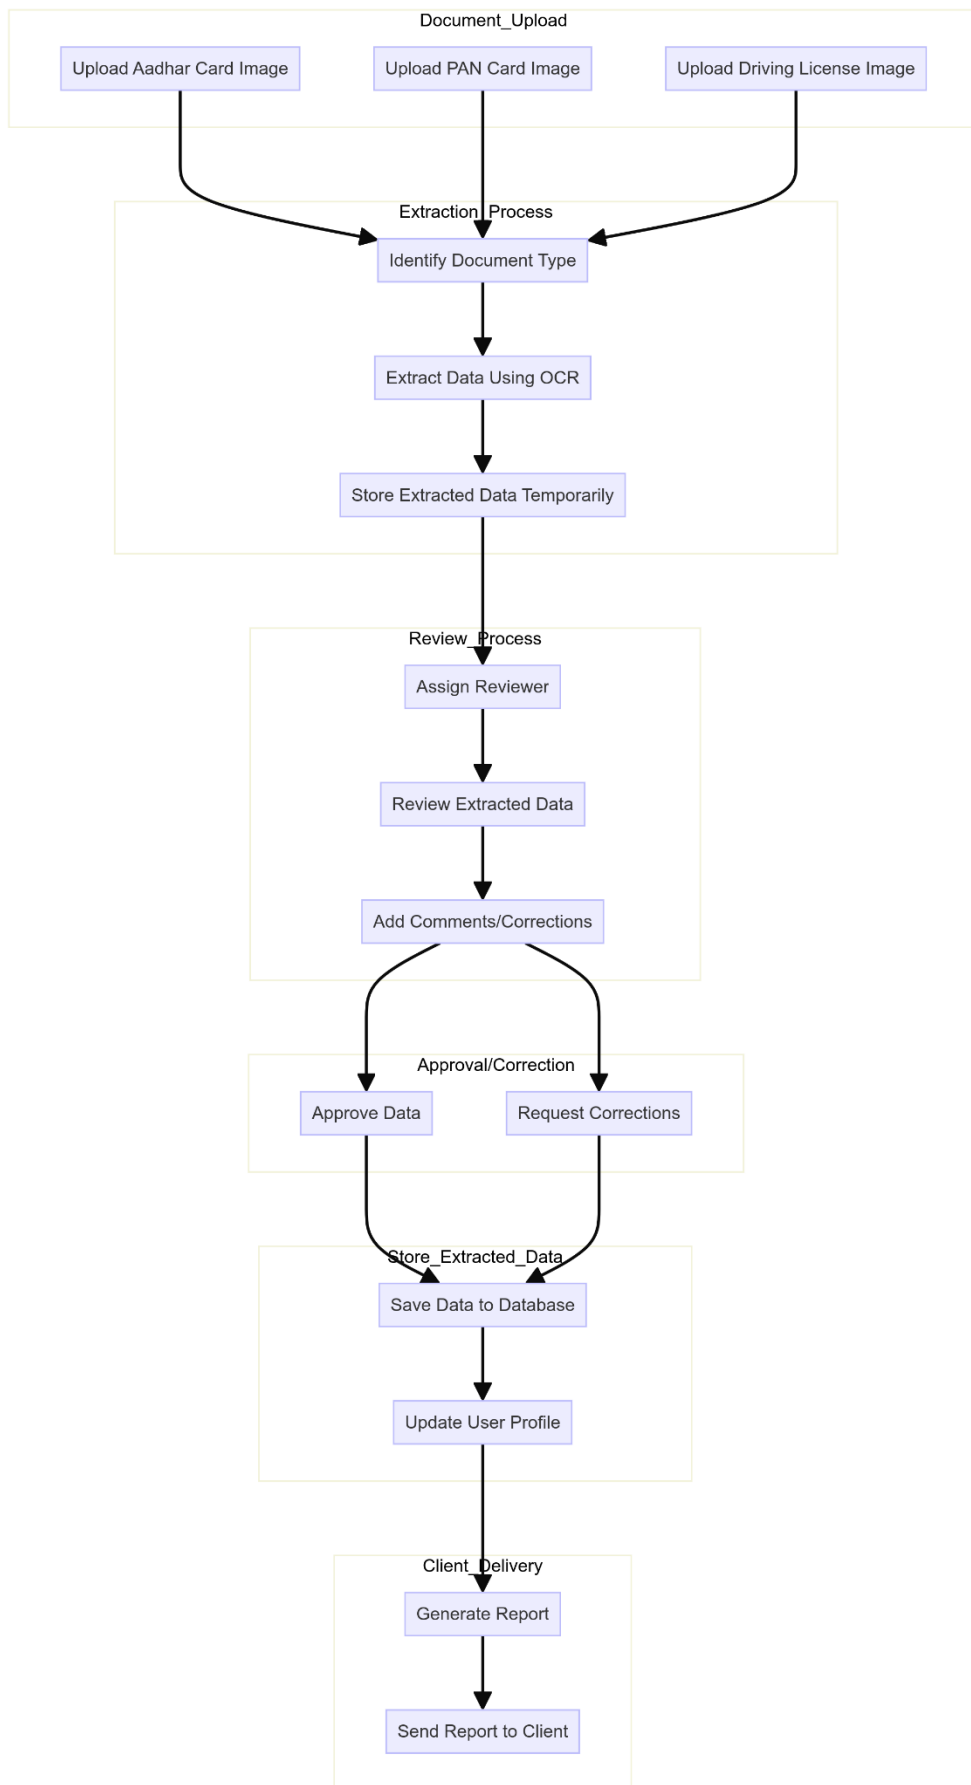 Document_Upload
Upload Aadhar Card Image
Upload PAN Card Image
Upload Driving License Image
Extraction_Process
Identify Document Type
Extract Data Using OCR
Store Extracted Data Temporarily
Review_Process
Assign Reviewer
Review Extracted Data
Add Comments/Corrections
Approval/Correction
Approve Data
Request Corrections
Store_Extracted_Data
Save Data to Database
Update User Profile
Client_Delivery
Generate Report
Send Report to Client